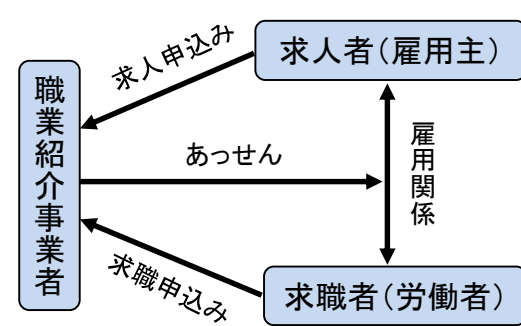 求人申込み
求人者(雇用主)
職業紹介事業者
あっせん
雇用関係
求職申込み
求職者(労働者)